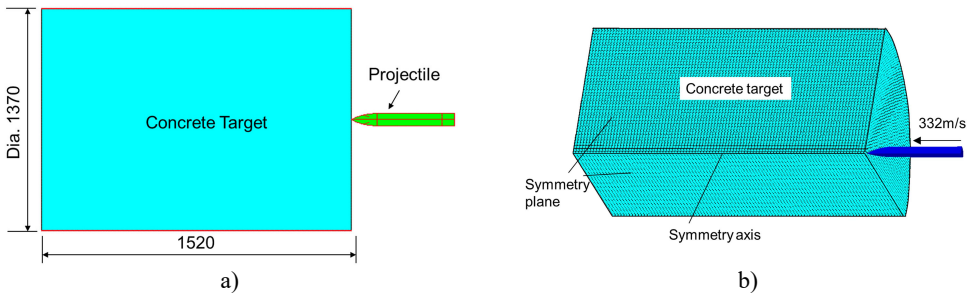 Dia. 1370
Concrete Target
Projectile
1520
a)
Concrete target
332m/s
Symmetry
plane
Symmetry axis
b)